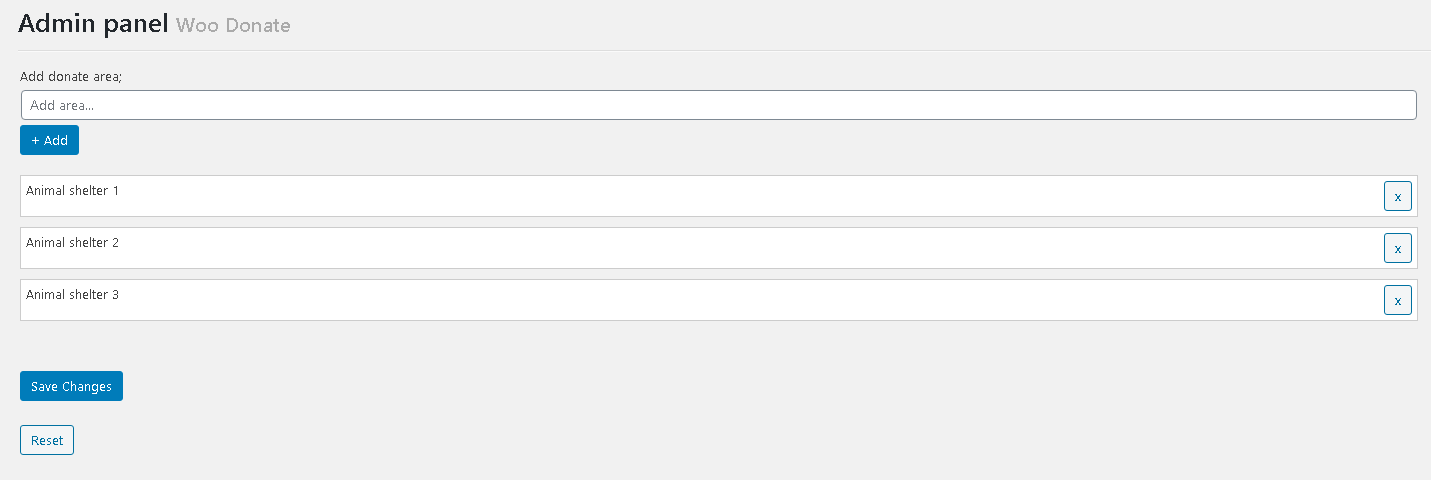 Admin panel Woo Donate
Add donate area;
Add area...
+ Add
Animal shelter 1 x
Animal shelter 2 x
Animal shelter 3 x
Save Changes
Reset